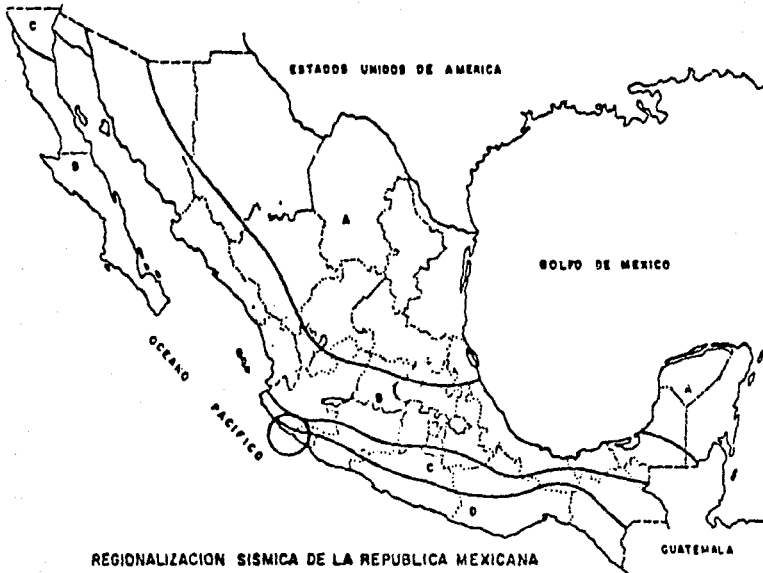 C
ESTADOS UNIDOS DE AMERICA
B
A
GOLFO DE MEXICO
OCEANO PACIFICO
A
B
C
D
GUATEMALA
REGIONALIZACION SISMICA DE LA REPUBLICA MEXICANA